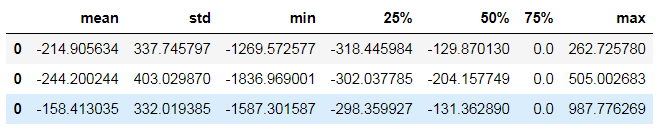 mean std min 25% 50% 75% max
0 -214.905634 337.745797 -1269.572577 -318.445984 -129.870130 0.0 262.725780
0 -244.200244 403.029870 -1836.969001 -302.037785 -204.157749 0.0 505.002683
0 -158.413035 332.019385 -1587.301587 -298.359927 -131.362890 0.0 987.776269